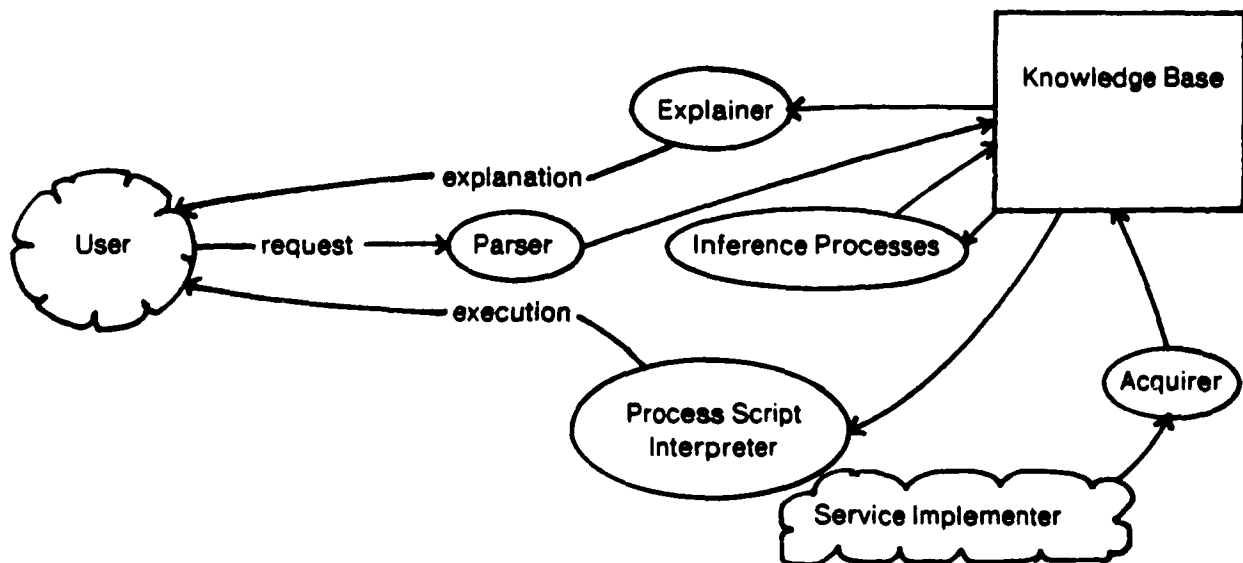 Knowledge Base
Explainer
explanation
User
request
Parser
Inference Processes
execution
Acquirer
Process Script
Interpreter
Service Implementer